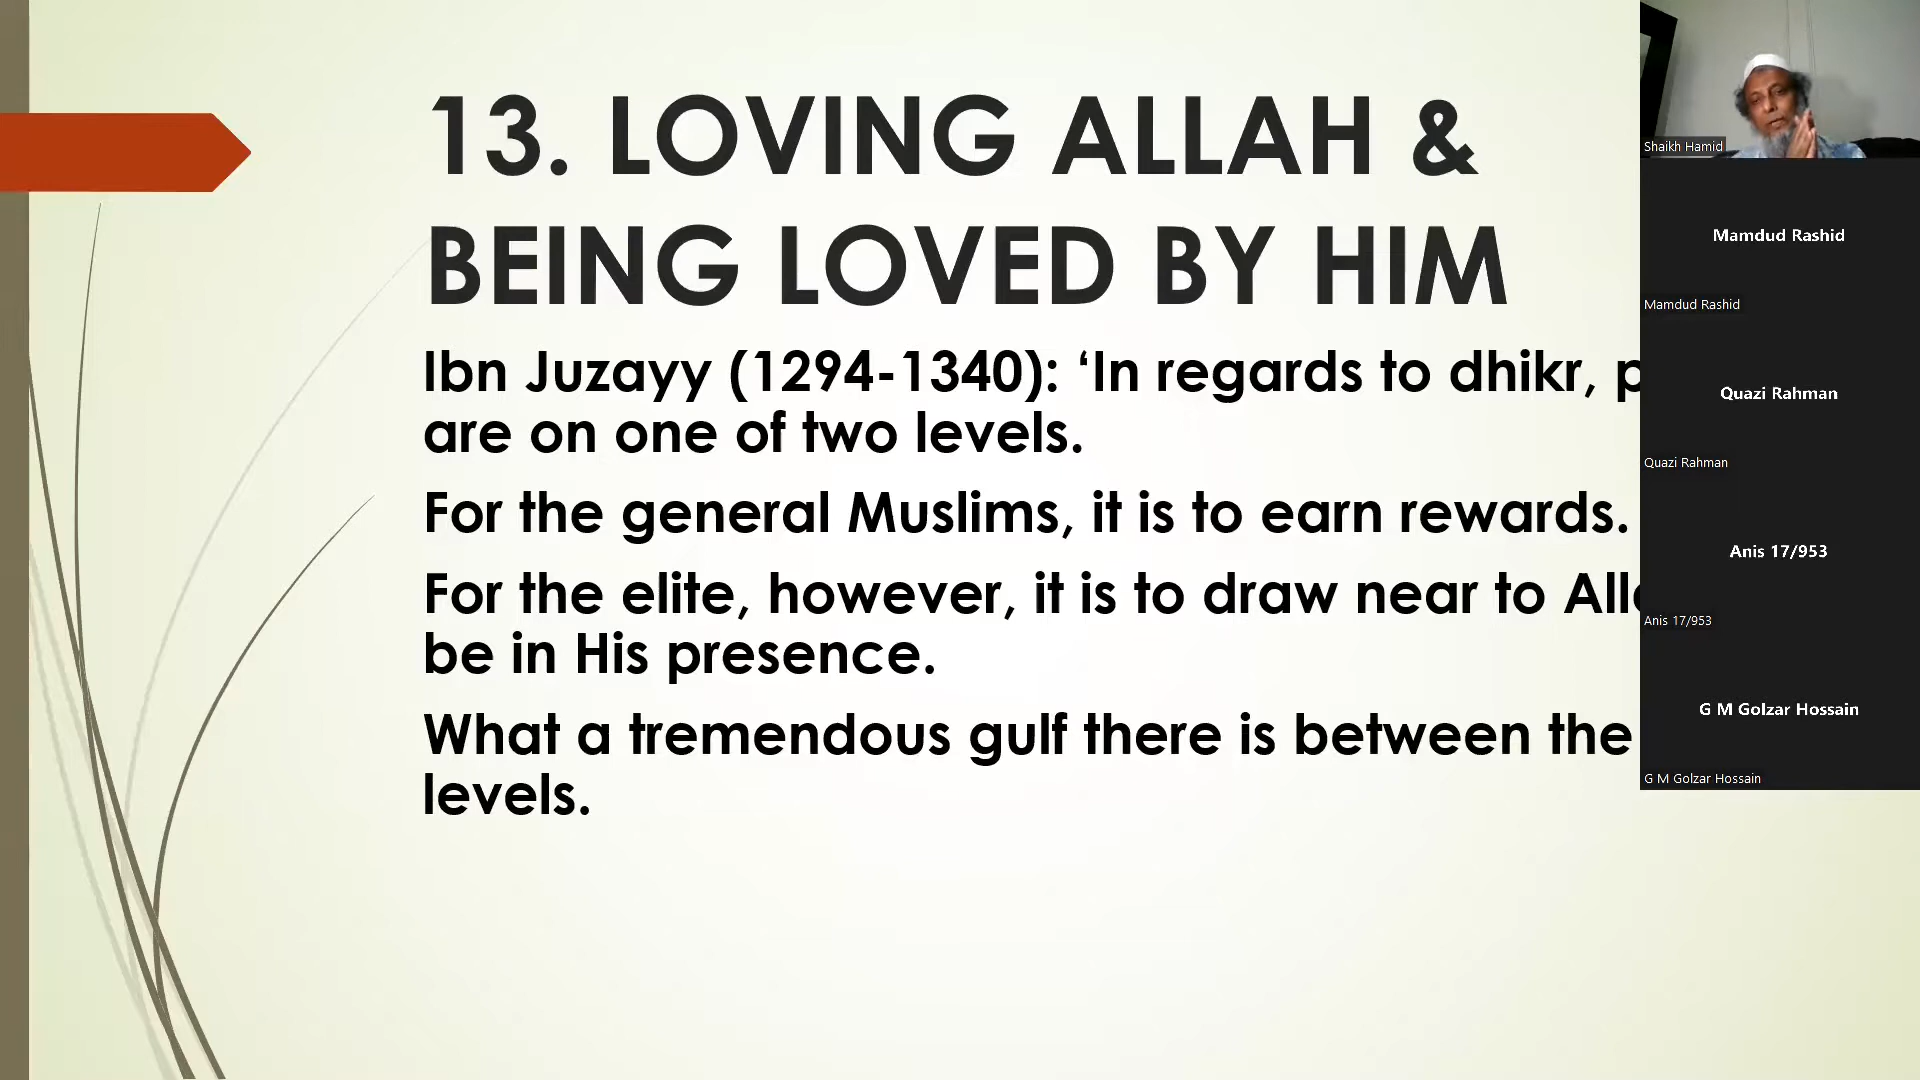 13. LOVING ALLAH &
BEING LOVED BY HIM
Ibn Juzayy (1294-1340): ‘In regards to dhikr,
are on one of two levels.
For the general Muslims, it is to earn rewards.
For the elite, however, it is to draw near to
be in His presence.
What a tremendous gulf there is between the
levels.
Shaikh Hamid
Mamdud Rashid
Mamdud Rashid
Quazi Rahman
Quazi Rahman
Anis 17/953
Anis 17/953
G M Golzar Hossain
G M Golzar Hossain